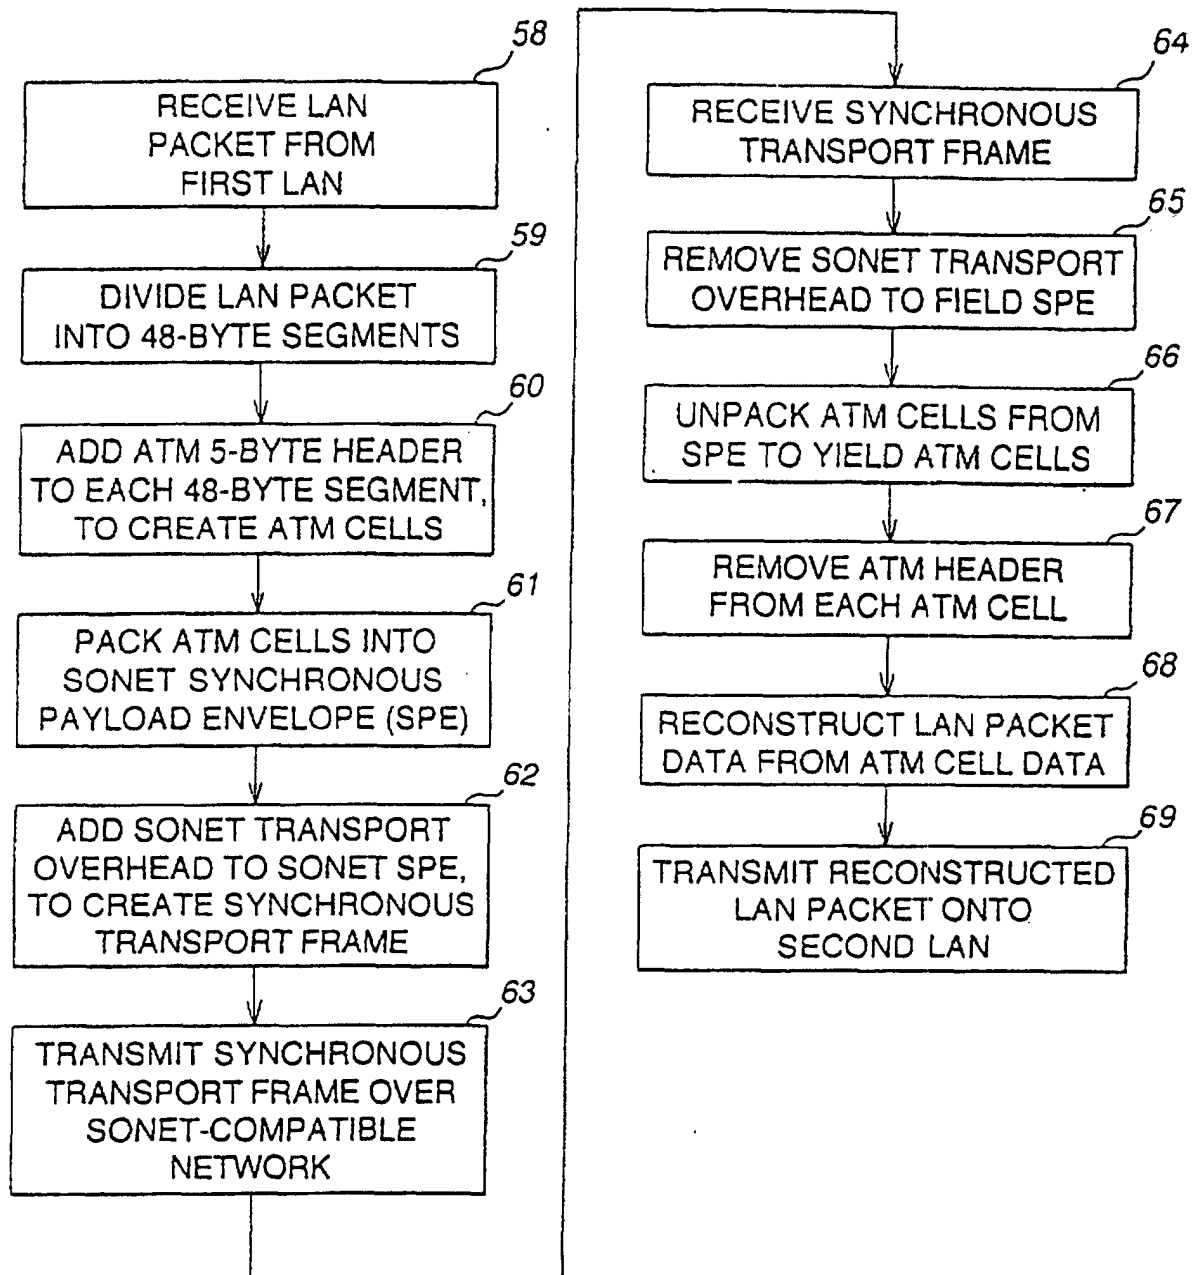 58
RECEIVE LAN
PACKET FROM
FIRST LAN
59
DIVIDE LAN PACKET
INTO 48-BYTE SEGMENTS
60
ADD ATM 5-BYTE HEADER
TO EACH 48-BYTE SEGMENT,
TO CREATE ATM CELLS
61
PACK ATM CELLS INTO
SONET SYNCHRONOUS
PAYLOAD ENVELOPE (SPE)
62
ADD SONET TRANSPORT
OVERHEAD TO SONET SPE,
TO CREATE SYNCHRONOUS
TRANSPORT FRAME
63
TRANSMIT SYNCHRONOUS
TRANSPORT FRAME OVER
SONET-COMPATIBLE
NETWORK
64
RECEIVE SYNCHRONOUS
TRANSPORT FRAME
65
REMOVE SONET TRANSPORT
OVERHEAD TO FIELD SPE
66
UNPACK ATM CELLS FROM
SPE TO YIELD ATM CELLS
67
REMOVE ATM HEADER
FROM EACH ATM CELL
68
RECONSTRUCT LAN PACKET
DATA FROM ATM CELL DATA
69
TRANSMIT RECONSTRUCTED
LAN PACKET ONTO
SECOND LAN